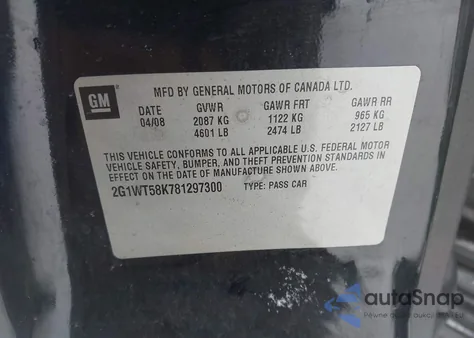 MFD BY GENERAL MOTORS OF CANADA LTD.
GM
DATE GVWR GAWR FRT GAWR RR
04/08 2087 KG 1122 KG 965 KG
4601 LB 2474 LB 2127 LB
THIS VEHICLE CONFORMS TO ALL APPLICABLE U.S. FEDERAL MOTOR
VEHICLE SAFETY, BUMPER, AND THEFT PREVENTION STANDARDS IN
EFFECT ON THE DATE OF MANUFACTURE SHOWN ABOVE.
2G1WT58K781297300 TYPE: PASS CAR
autoSnap